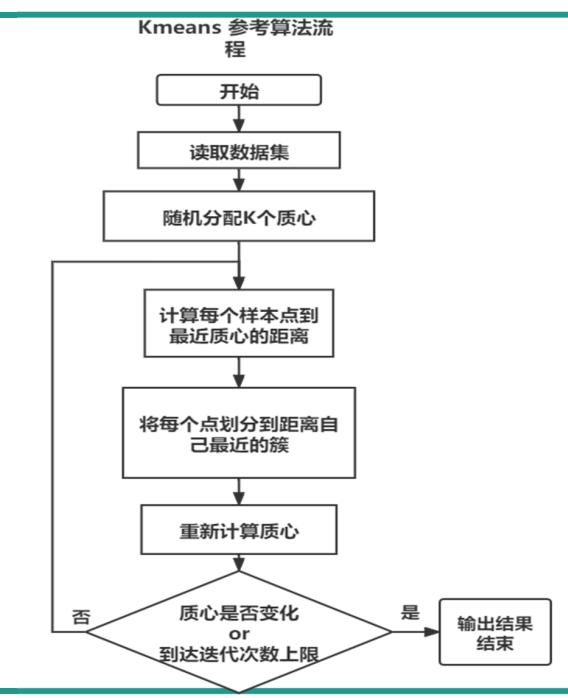 Kmeans 参考算法流
程
开始
读取数据集
随机分配K个质心
计算每个样本点到
最近质心的距离
将每个点划分到距离自
己最近的簇
重新计算质心
质心是否变化
or
到达迭代次数上限
否
是
输出结果
结束